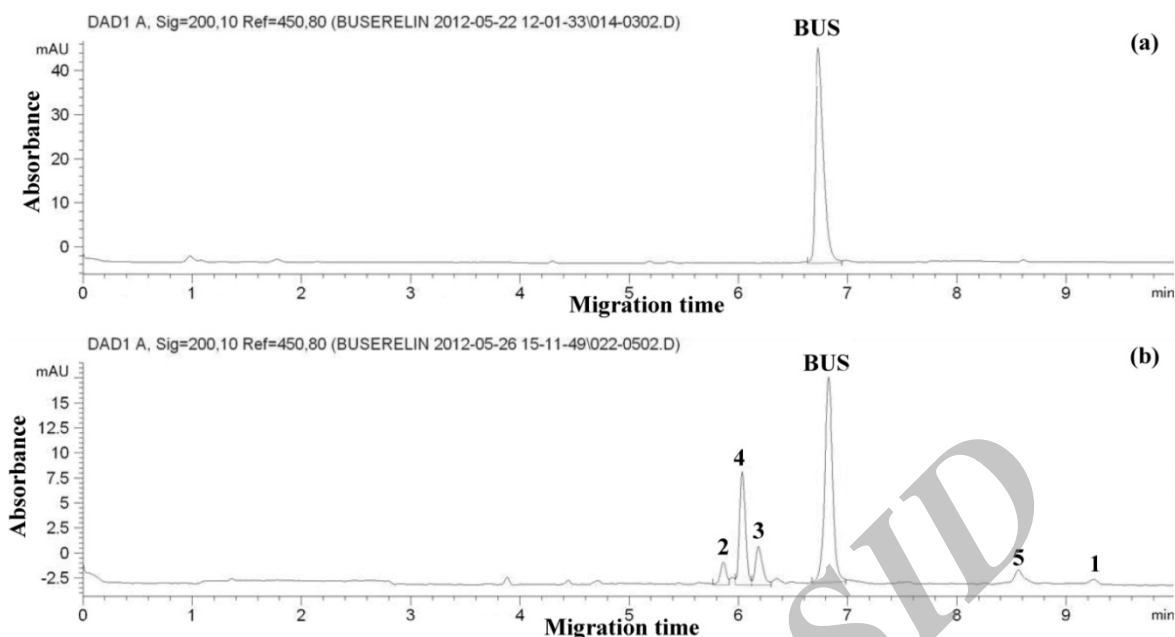 DAD1 A, Sig=200,10 Ref=450,80 (BUSERELIN 2012-05-22 12-01-33\014-0302.D)
mAU
BUS
(a)
40
30
20
10
0
Absorbance
0 1 2 3 4 5 6 7 8 9 min
Migration time
DAD1 A, Sig=200,10 Ref=450,80 (BUSERELIN 2012-05-26 15-11-49\022-0502.D)
mAU
BUS
(b)
15
12.5
10
7.5
5
2.5
0
-2.5
Absorbance
2 4 3 5 1
0 1 2 3 4 5 6 7 8 9 min
Migration time
SID